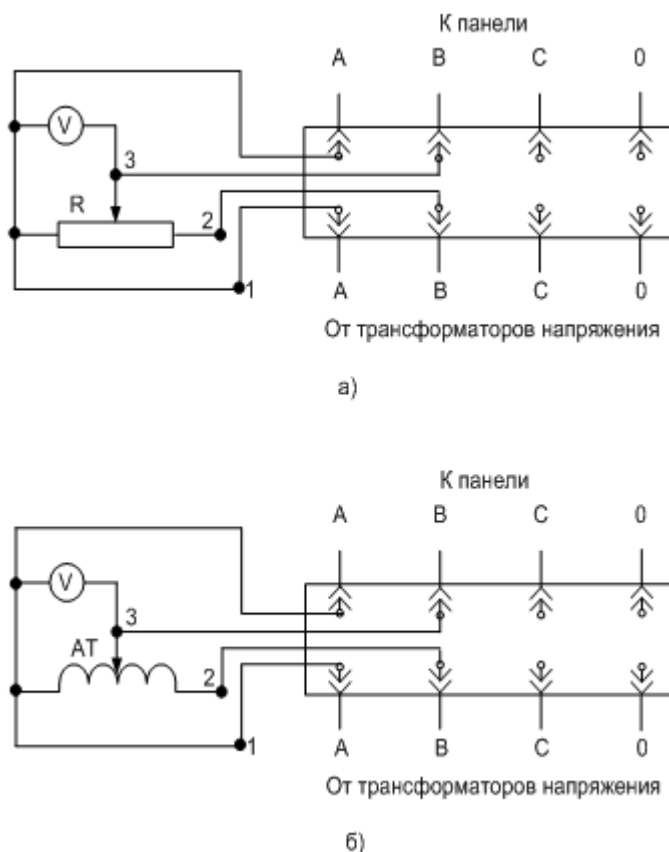 К панели
A B C 0
V
3
R
2
1
A B C 0
От трансформаторов напряжения
а)
К панели
A B C 0
V
3
AT
2
1
A B C 0
От трансформаторов напряжения
б)